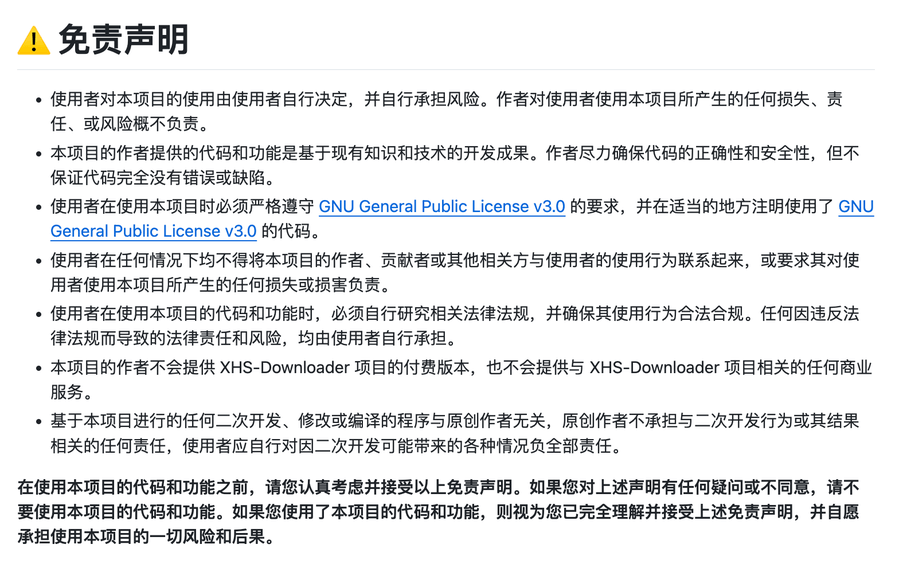 ⚠️ 免责声明
• 使用者对本项目的使用由使用者自行决定，并自行承担风险。作者对使用者使用本项目所产生的任何损失、责
任、或风险概不负责。
• 本项目的作者提供的代码和功能是基于现有知识和技术的开发成果。作者尽力确保代码的正确性和安全性，但不
保证代码完全没有错误或缺陷。
• 使用者在使用本项目时必须严格遵守 GNU General Public License v3.0 的要求，并在适当的地方注明使用了 GNU
General Public License v3.0 的代码。
• 使用者在任何情况下均不得将本项目的作者、贡献者或其他相关方与使用者的使用行为联系起来，或要求其对使
用者使用本项目所产生的任何损失或损害负责。
• 使用者在使用本项目的代码和功能时，必须自行研究相关法律法规，并确保其使用行为合法合规。任何因违反法
律法规而导致的法律责任和风险，均由使用者自行承担。
• 本项目的作者不会提供 XHS-Downloader 项目的付费版本，也不会提供与 XHS-Downloader 项目相关的任何商业
服务。
• 基于本项目进行的任何二次开发、修改或编译的程序与原创作者无关，原创作者不承担与二次开发行为或其结果
相关的任何责任，使用者应自行对因二次开发可能带来的各种情况负全部责任。
在使用本项目的代码和功能之前，请您认真考虑并接受以上免责声明。如果您对上述声明有任何疑问或不同意，请不
要使用本项目的代码和功能。如果您使用了本项目的代码和功能，则视为您已完全理解并接受上述免责声明，并自愿
承担使用本项目的一切风险和后果。